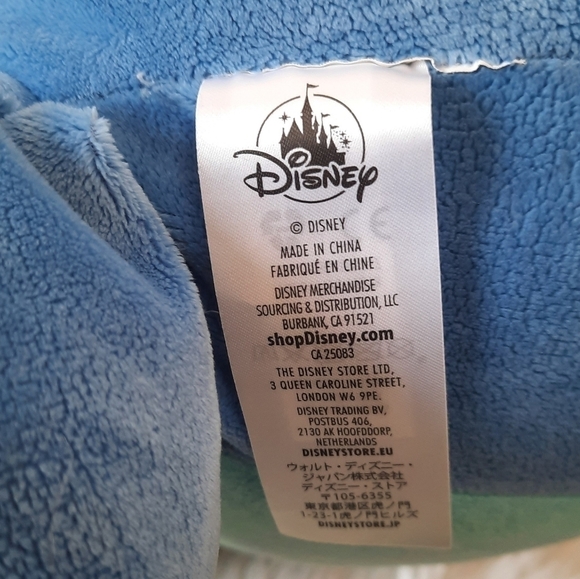 Disney
© DISNEY
MADE IN CHINA
FABRIQUÉ EN CHINE
DISNEY MERCHANDISE
SOURCING & DISTRIBUTION, LLC
BURBANK, CA 91521
shopDisney.com
CA 25083
THE DISNEY STORE LTD,
3 QUEEN CAROLINE STREET,
LONDON W6 9PE.
DISNEY TRADING BV,
POSTBUS 406,
2130 AK HOOFDDORP,
NETHERLANDS
DISNEYSTORE.EU
ウォルト・ディズニー・
ジャパン株式会社
ディズニー・ストア
〒105-6355
東京都港区虎ノ門
1-23-1虎ノ門ヒルズ
DISNEYSTORE.JP